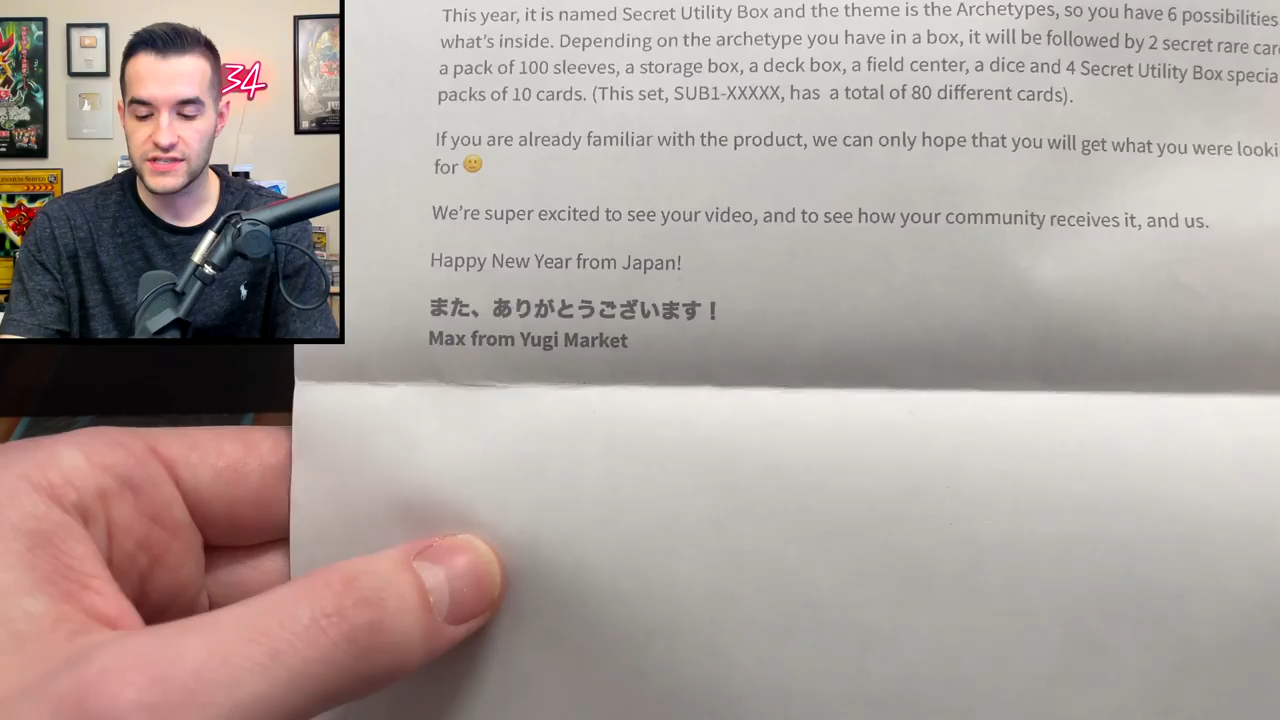 This year, it is named Secret Utility Box and the theme is the Archetypes, so you have 6 possibilities
what's inside. Depending on the archetype you have in a box, it will be followed by 2 secret rare
a pack of 100 sleeves, a storage box, a deck box, a field center, a dice and 4 Secret Utility Box
packs of 10 cards. (This set, SUB1-XXXXX, has a total of 80 different cards).
If you are already familiar with the product, we can only hope that you will get what you were
for 🙂
We're super excited to see your video, and to see how your community receives it, and us.
Happy New Year from Japan!
また、ありがとうございます！
Max from Yugi Market
34